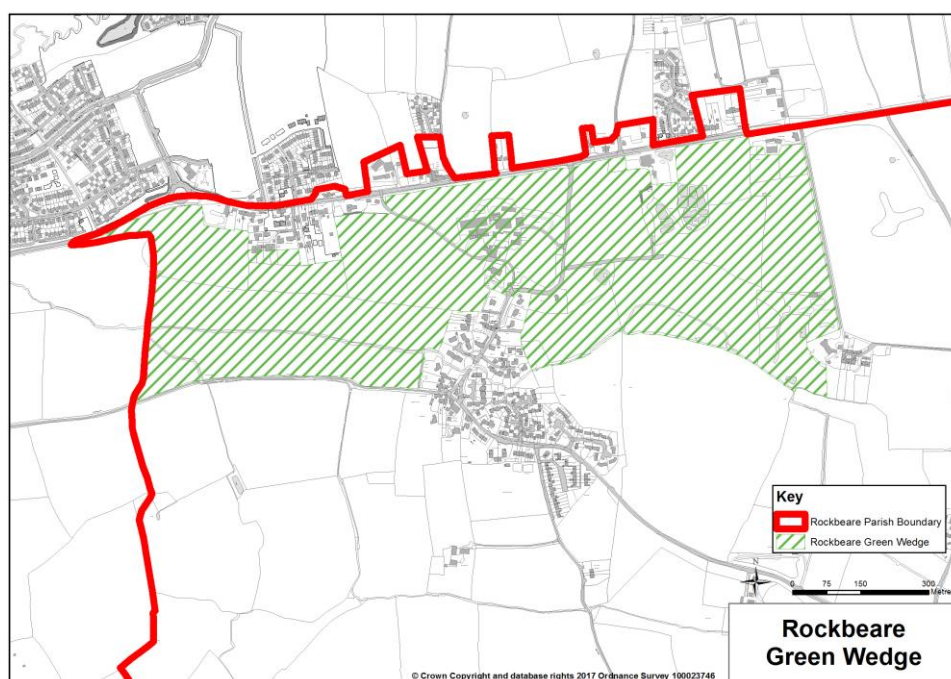 Key
Rockbeare Parish Boundary
Rockbeare Green Wedge
N
0 75 150 300
Metre
Rockbeare
Green Wedge
© Crown Copyright and database rights 2017 Ordnance Survey 100023746